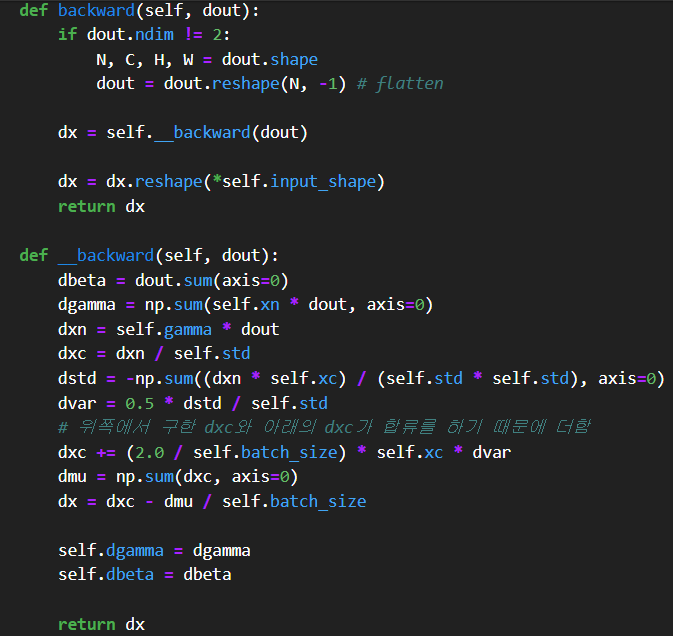 def backward(self, dout):
    if dout.ndim != 2:
        N, C, H, W = dout.shape
        dout = dout.reshape(N, -1) # flatten
    dx = self.__backward(dout)
    dx = dx.reshape(*self.input_shape)
    return dx
def __backward(self, dout):
    dbeta = dout.sum(axis=0)
    dgamma = np.sum(self.xn * dout, axis=0)
    dxn = self.gamma * dout
    dxc = dxn / self.std
    dstd = -np.sum((dxn * self.xc) / (self.std * self.std), axis=0)
    dvar = 0.5 * dstd / self.std
    # 위쪽에서 구한 dxc와 아래의 dxc가 합류를 하기 때문에 더함
    dxc += (2.0 / self.batch_size) * self.xc * dvar
    dmu = np.sum(dxc, axis=0)
    dx = dxc - dmu / self.batch_size
    self.dgamma = dgamma
    self.dbeta = dbeta
    return dx